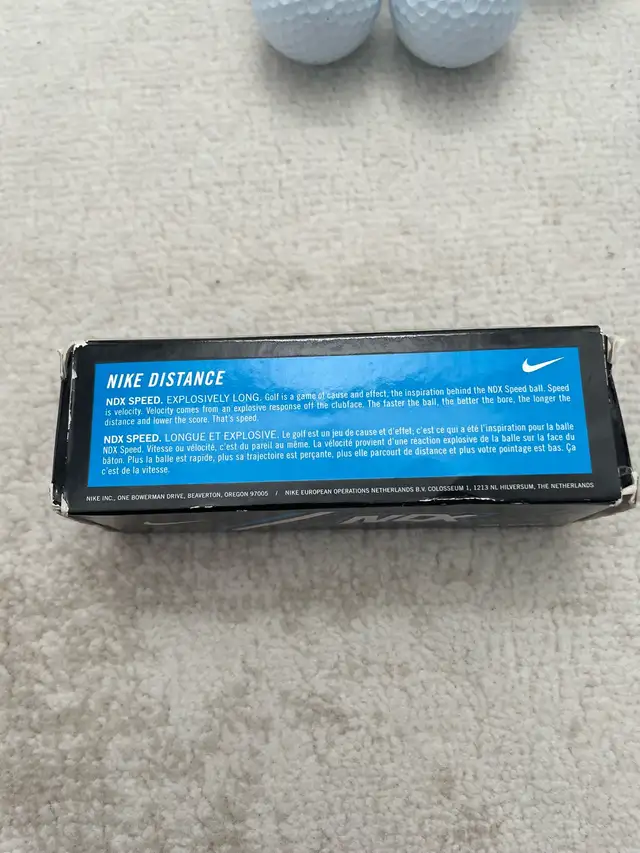 NIKE DISTANCE
NDX SPEED. EXPLOSIVELY LONG. Golf is a game of cause and effect, the inspiration behind the NDX Speed ball. Speed
is velocity. Velocity comes from an explosive response off the clubface. The faster the ball, the better the bore, the longer the
distance and lower the score. That's speed.
NDX SPEED. LONGUE ET EXPLOSIVE. Le golf est un jeu de cause et d'effet; c'est ce qui a été l'inspiration pour la balle
NDX Speed. Vitesse ou vélocité, c'est du pareil au même. La vélocité provient d'une réaction explosive de la balle sur la face du
bâton. Plus la balle est rapide, plus sa trajectoire est perçante, plus elle parcourt de distance et plus votre pointage est bas. Ça
c'est de la vitesse.
NIKE INC., ONE BOWERMAN DRIVE, BEAVERTON, OREGON 97005 / NIKE EUROPEAN OPERATIONS NETHERLANDS B.V. COLOSSEUM 1, 1213 NL HILVERSUM, THE NETHERLANDS